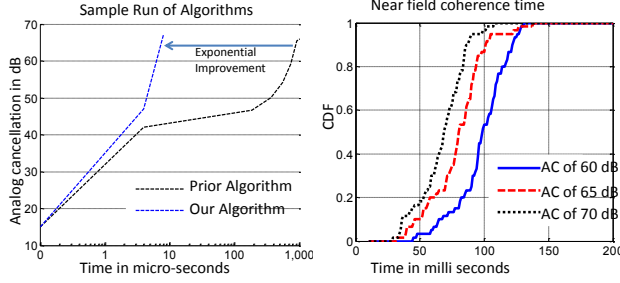 Sample Run of Algorithms
70
60
50
40
30
20
10
Analog cancellation in dB
Exponential
Improvement
Prior Algorithm
Our Algorithm
0
1
10
100
1,000
Time in micro-seconds
Near field coherence time
1
0.8
0.6
0.4
0.2
0
CDF
AC of 60 dB
AC of 65 dB
AC of 70 dB
0
50
100
150
200
Time in milli seconds